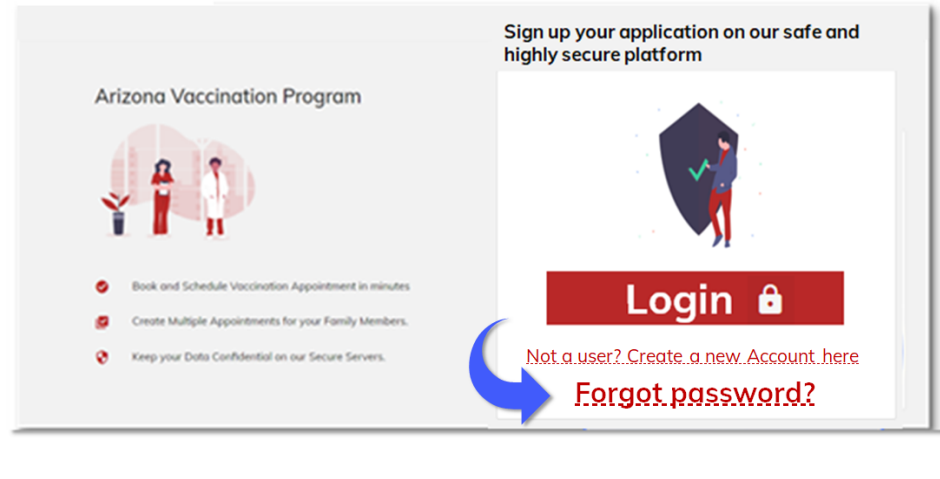 Sign up your application on our safe and
highly secure platform
Arizona Vaccination Program
Book and Schedule Vaccination Appointment in minutes
Create Multiple Appointments for your Family Members.
Keep your Data Confidential on our Secure Servers.
Login
Not a user? Create a new Account here
Forgot password?